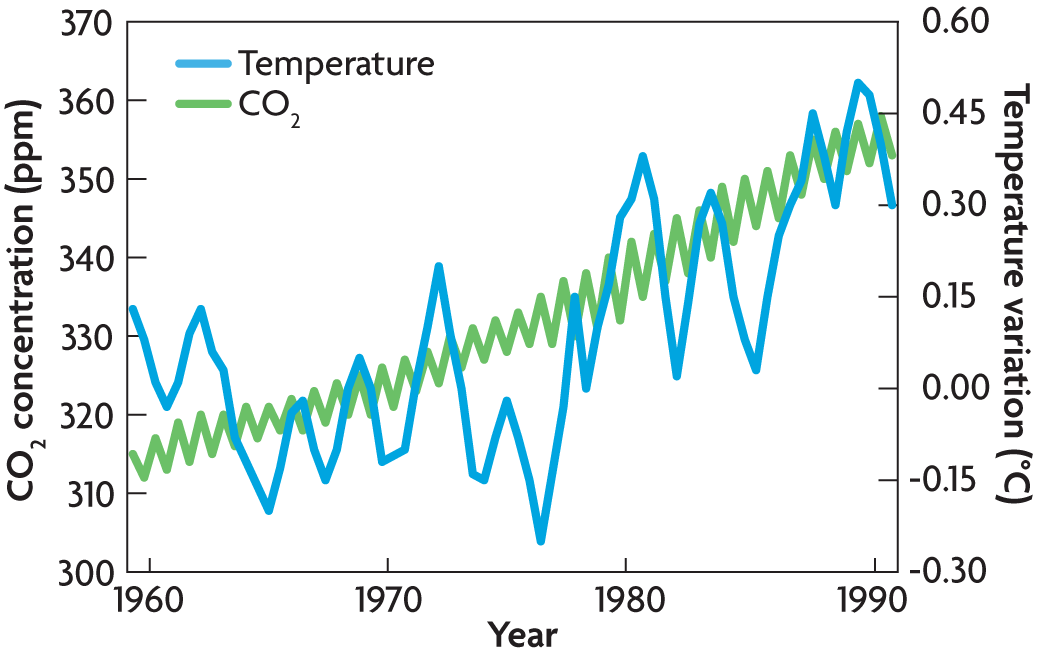 CO₂ concentration (ppm)
370
360
350
340
330
320
310
300
Temperature
CO₂
0.60
0.45
0.30
0.15
0.00
-0.15
-0.30
Temperature variation (°C)
1960 1970 1980 1990
Year